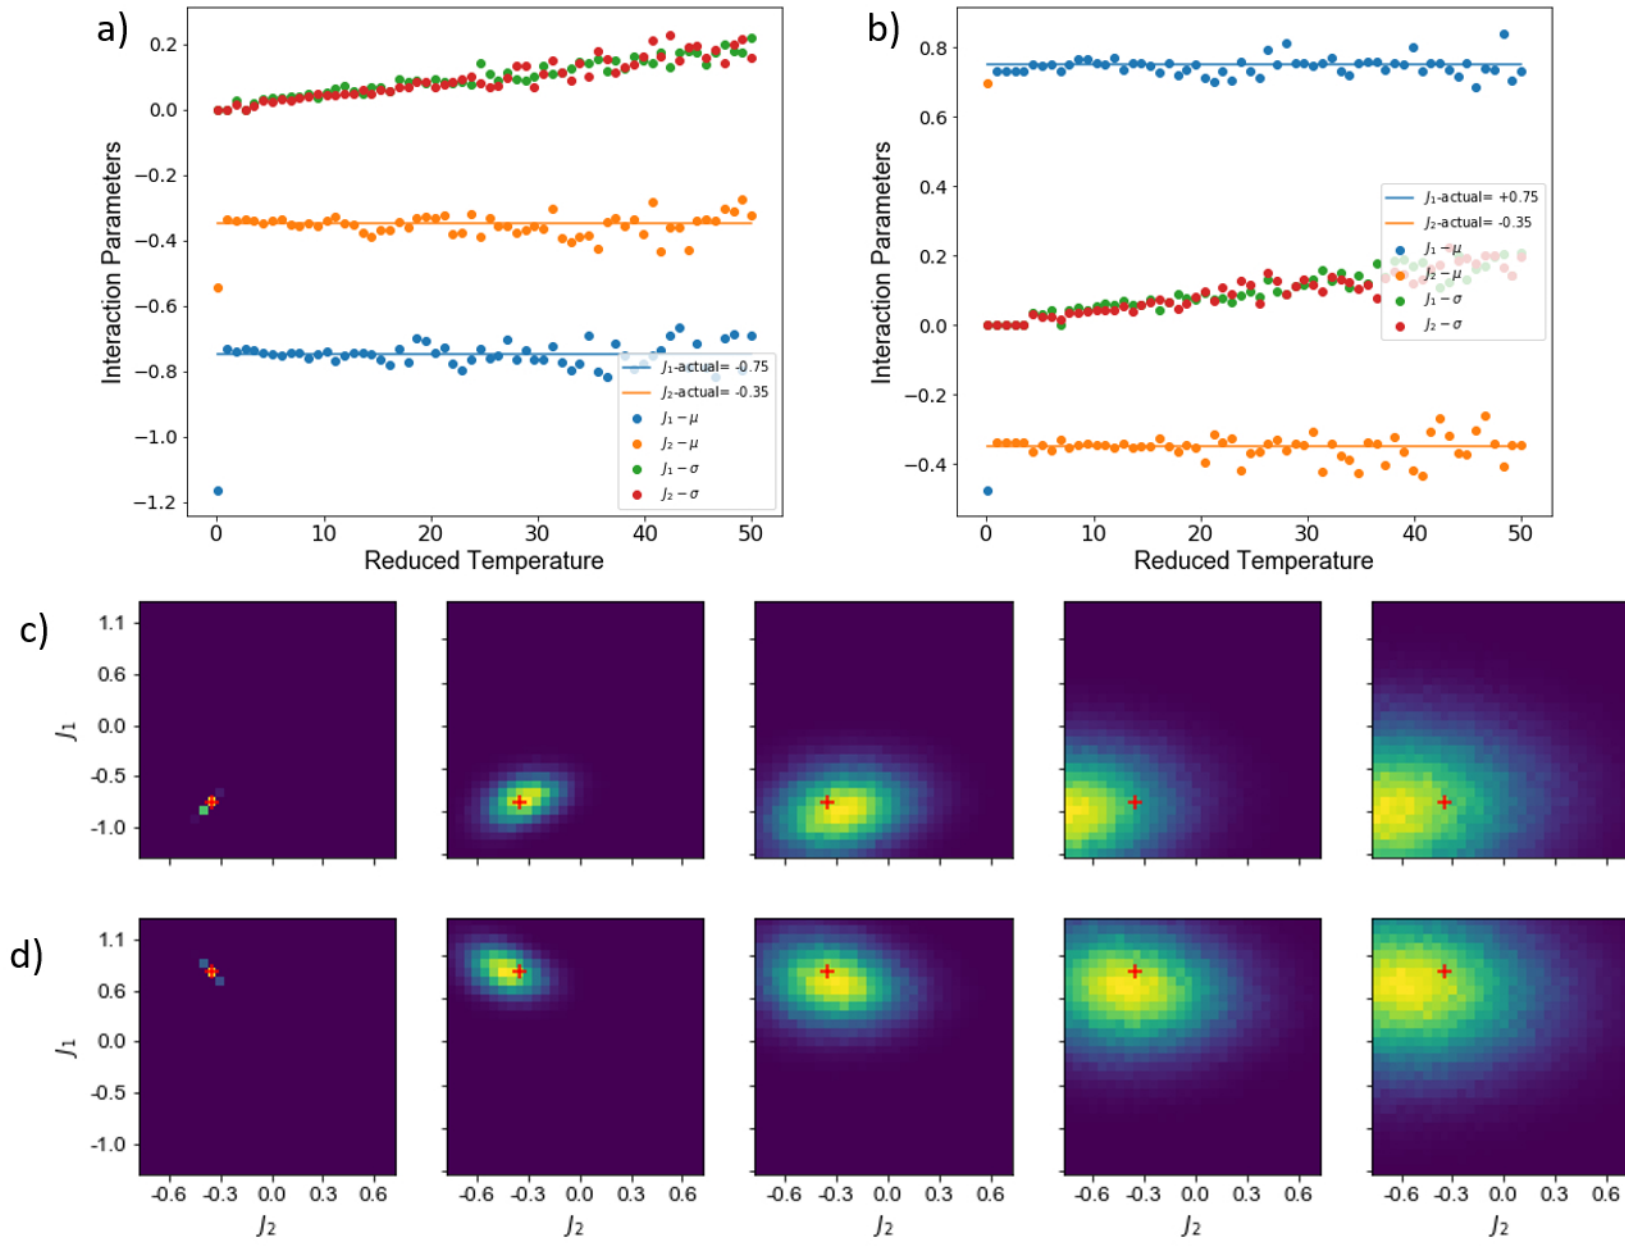 a)
0.2
0.0
−0.2
−0.4
−0.6
−0.8
−1.0
−1.2
Interaction Parameters
0 10 20 30 40 50
Reduced Temperature
J₁-actual= -0.75
J₂-actual= -0.35
J₁ − μ
J₂ − μ
J₁ − σ
J₂ − σ
b)
0.8
0.6
0.4
0.2
0.0
−0.2
−0.4
Interaction Parameters
0 10 20 30 40 50
Reduced Temperature
J₁-actual= +0.75
J₂-actual= -0.35
J₁ − μ
J₂ − μ
J₁ − σ
J₂ − σ
c)
1.1
0.6
0.0
-0.5
-1.0
J₁
d)
1.1
0.6
0.0
-0.5
-1.0
J₁
-0.6 -0.3 0.0 0.3 0.6
J₂
-0.6 -0.3 0.0 0.3 0.6
J₂
-0.6 -0.3 0.0 0.3 0.6
J₂
-0.6 -0.3 0.0 0.3 0.6
J₂
-0.6 -0.3 0.0 0.3 0.6
J₂